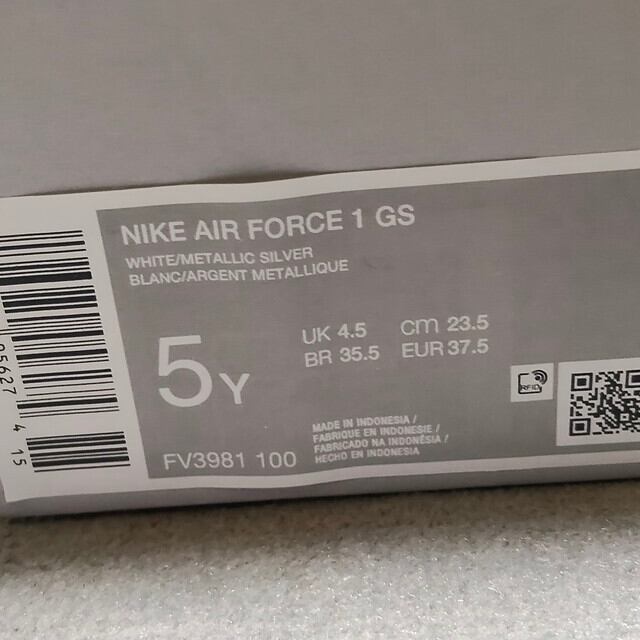 NIKE AIR FORCE 1 GS
WHITE/METALLIC SILVER
BLANC/ARGENT METALLIQUE
5Y
UK 4.5 cm 23.5
BR 35.5 EUR 37.5
RFID
MADE IN INDONESIA/
FABRIQUE EN INDONESIE/
FABRICADO NA INDONÉSIA/
HECHO EN INDONESIA
FV3981 100
05627 4 15